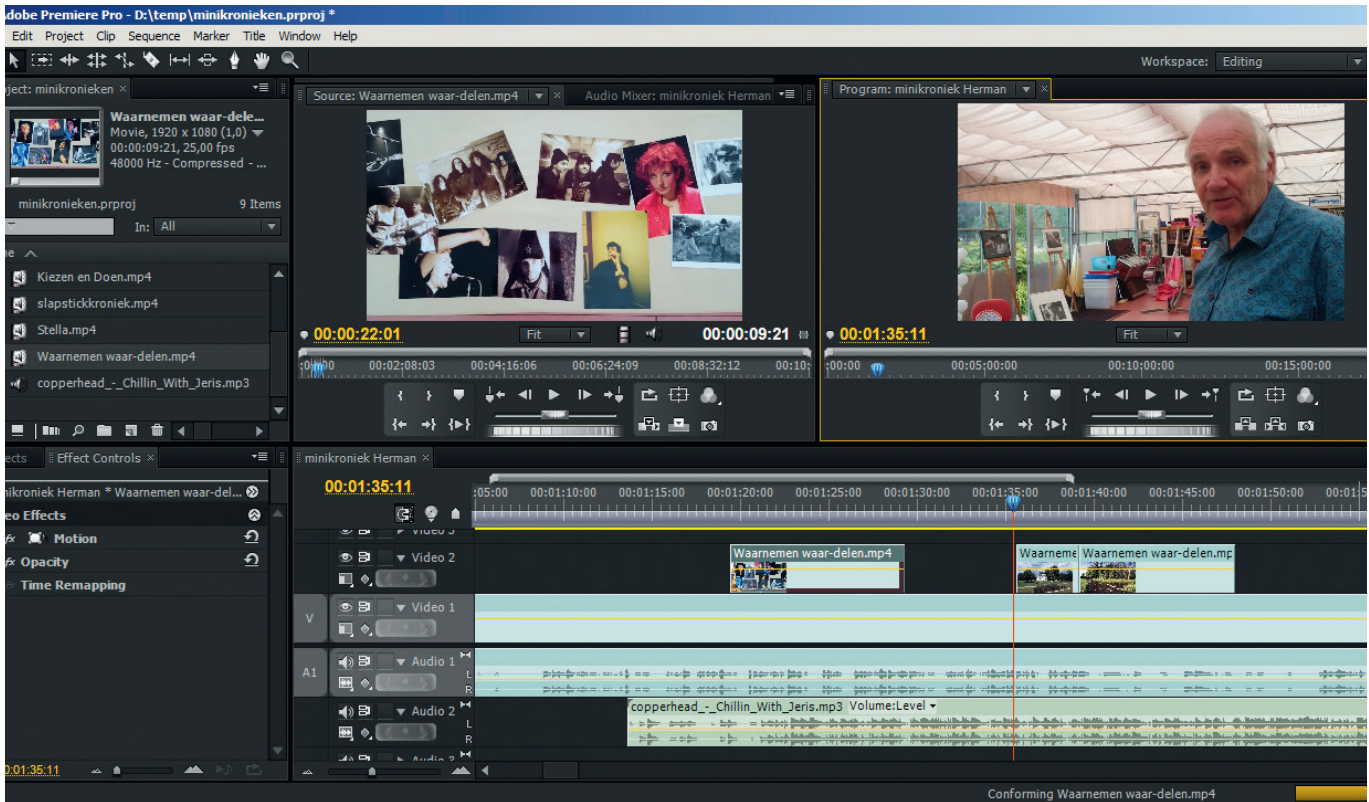 Adobe Premiere Pro - D:\temp\minikronieken.prproj *
Edit Project Clip Sequence Marker Title Window Help
Workspace: Editing
ject: minikronieken
Source: Waarnemen waar-delen.mp4
Audio Mixer: minikroniek Herman
Program: minikroniek Herman
Waarnemen waar-dele...
Movie, 1920 x 1080 (1,0)
00:00:09:21, 25,00 fps
48000 Hz - Compressed - ...
minikronieken.prproj 9 Items
In: All
Kiezen en Doen.mp4
slapstickkroniek.mp4
Stella.mp4
Waarnemen waar-delen.mp4
copperhead_-_Chillin_With_Jeris.mp3
00:00:22:01 Fit 00:00:09:21
00:02;08:03 00:04;16:06 00:06;24:09 00:08;32:12 00:10;
00:01:35:11 Fit
;00:00 00:05:00:00 00:10:00:00 00:15:00:00
ects Effect Controls
nikroniek Herman * Waarnemen waar-del...
eo Effects
fx Motion
fx Opacity
Time Remapping
0:01:35:11
minikroniek Herman
00:01:35:11
:05:00 00:01:10:00 00:01:15:00 00:01:20:00 00:01:25:00 00:01:30:00 00:01:35:00 00:01:40:00 00:01:45:00 00:01:50:00 00:01:5
Video 3
Video 2
Waarnemen waar-delen.mp4
Waarneme
Waarnemen waar-delen.mp
V
Video 1
A1
Audio 1
L
R
Audio 2
L
R
copperhead_-_Chillin_With_Jeris.mp3 Volume:Level
Audio 3
Conforming Waarnemen waar-delen.mp4